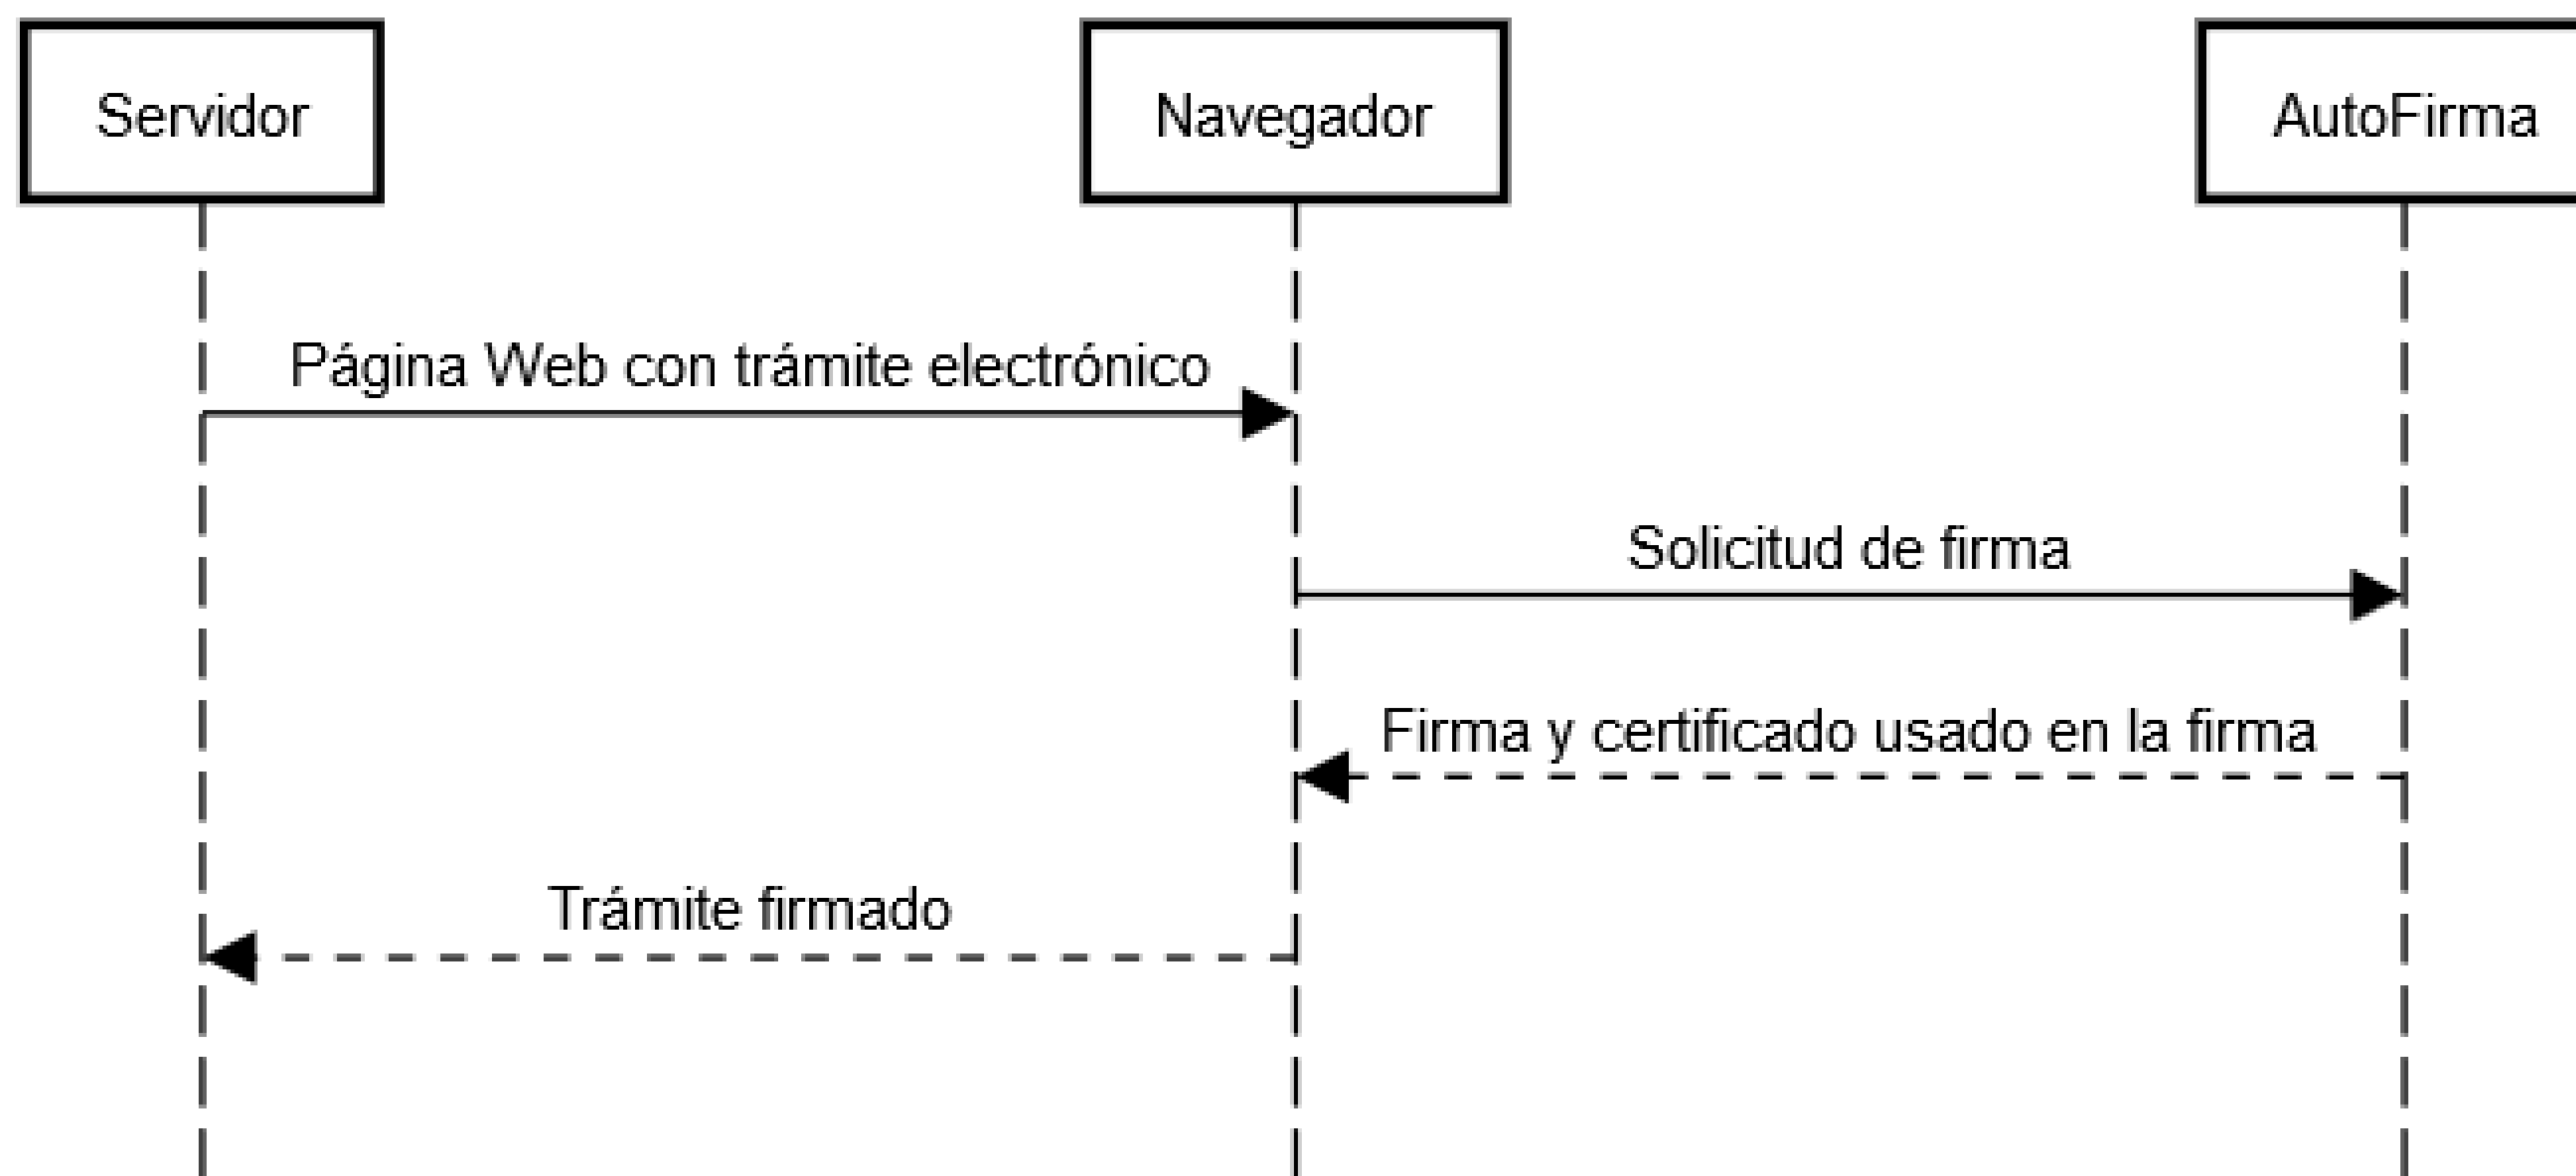 Servidor
Navegador
AutoFirma
Página Web con trámite electrónico
Solicitud de firma
Firma y certificado usado en la firma
Trámite firmado